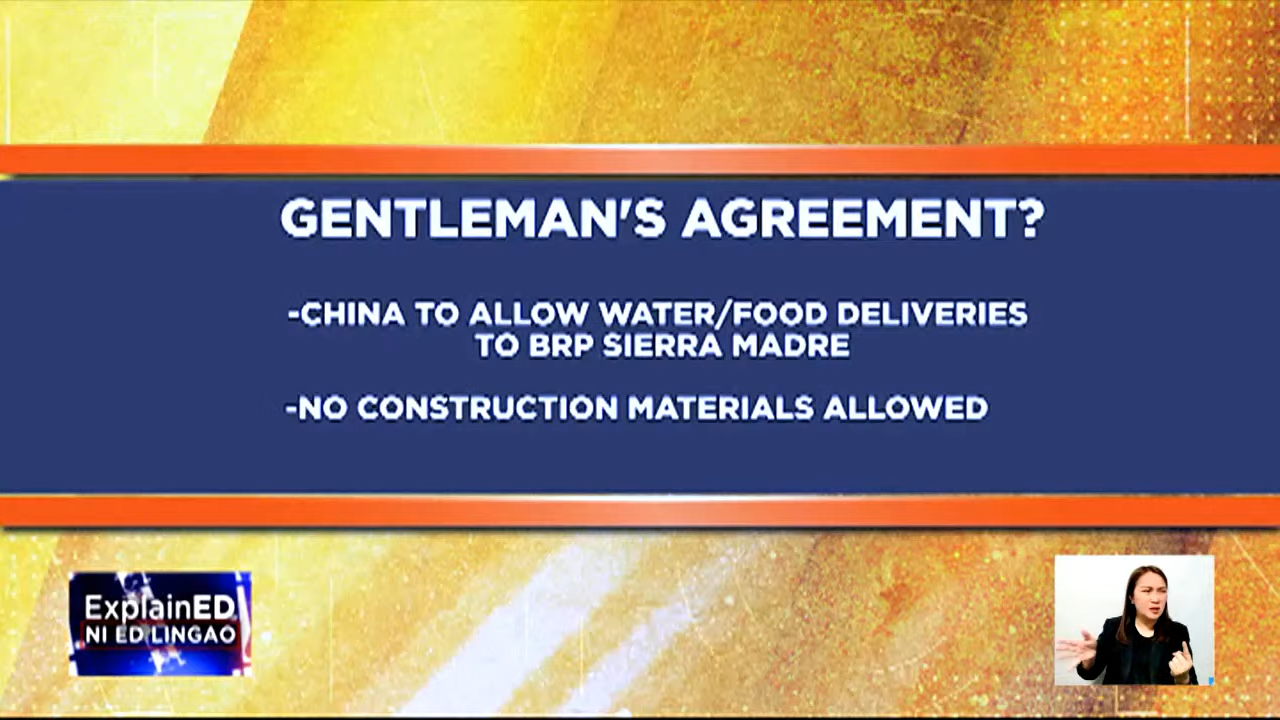 GENTLEMAN'S AGREEMENT?
-CHINA TO ALLOW WATER/FOOD DELIVERIES
TO BRP SIERRA MADRE
-NO CONSTRUCTION MATERIALS ALLOWED
ExplainED
NI ED LINGAO